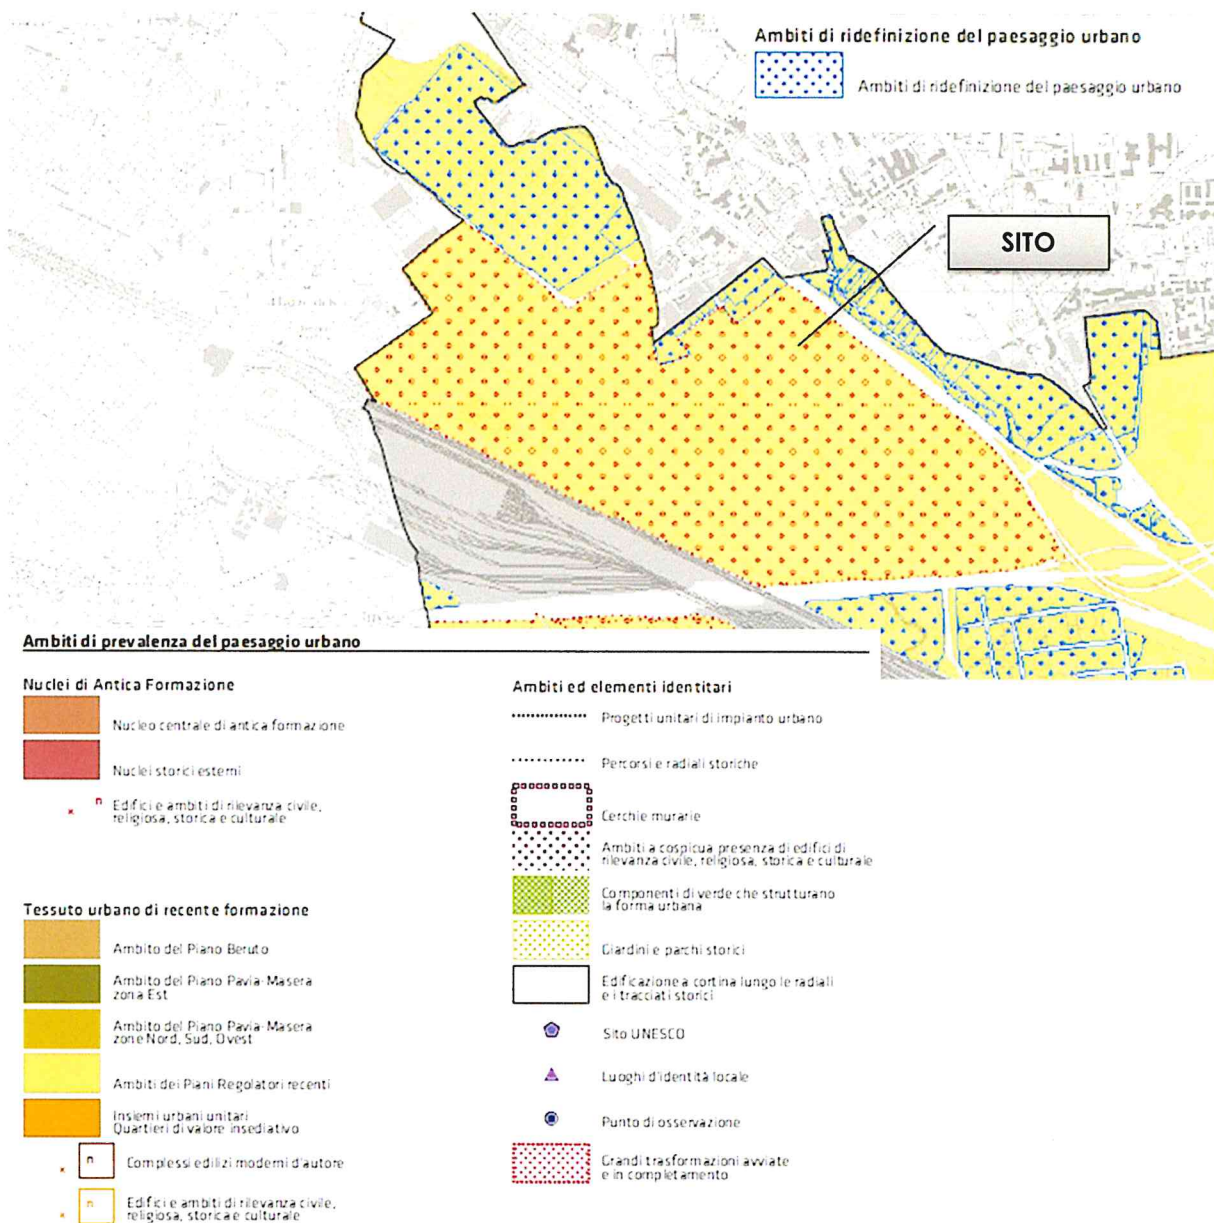 Ambiti di ridefinizione del paesaggio urbano
Ambiti di ridefinizione del paesaggio urbano
SITO
Ambiti di prevalenza del paesaggio urbano
Nuclei di Antica Formazione
Nucleo centrale di antica formazione
Nuclei storici esterni
n
Edifici e ambiti di rilevanza civile,
religiosa, storica e culturale
Tessuto urbano di recente formazione
Ambito del Piano Beruto
Ambito del Piano Pavia-Masera
zona Est
Ambito del Piano Pavia-Masera
zone Nord, Sud, Ovest
Ambiti dei Piani Regolatori recenti
Insiemi urbani unitari
Quartieri di valore insediativo
n
Complessi edilizi moderni d'autore
n
Edifici e ambiti di rilevanza civile,
religiosa, storica e culturale
Ambiti ed elementi identitari
Progetti unitari di impianto urbano
Percorsi e radiali storiche
Cerchie murarie
Ambiti a cospicua presenza di edifici di
rilevanza civile, religiosa, storica e culturale
Componenti di verde che strutturano
la forma urbana
Giardini e parchi storici
Edificazione a cortina lungo le radiali
e i tracciati storici
Sito UNESCO
Luoghi d'identità locale
Punto di osservazione
Grandi trasformazioni avviate
e in completamento